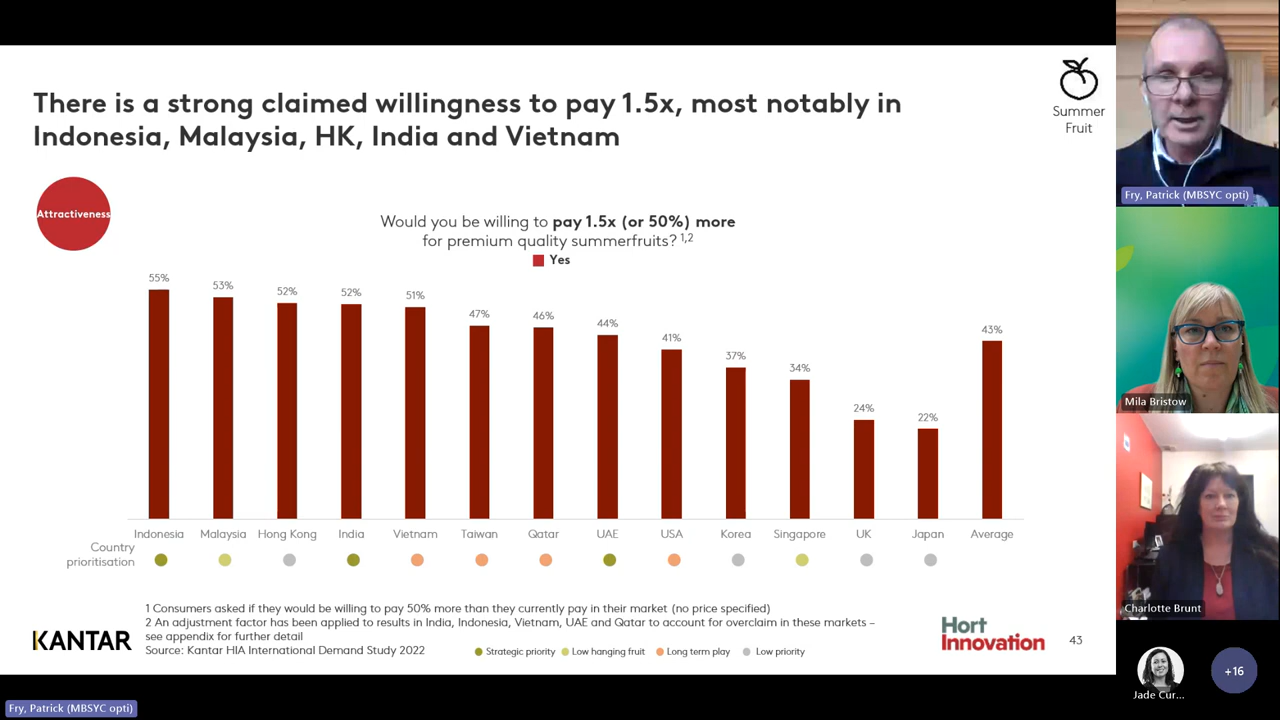 There is a strong claimed willingness to pay 1.5x, most notably in
Indonesia, Malaysia, HK, India and Vietnam
Summer
Fruit
Attractiveness
Would you be willing to pay 1.5x (or 50%) more
for premium quality summerfruits? 1,2
Yes
55% 53% 52% 52% 51% 47% 46% 44% 41% 37% 34% 24% 22% 43%
Indonesia Malaysia Hong Kong India Vietnam Taiwan Qatar UAE USA Korea Singapore UK Japan Average
Country
prioritisation
1 Consumers asked if they would be willing to pay 50% more than they currently pay in their market (no price specified)
2 An adjustment factor has been applied to results in India, Indonesia, Vietnam, UAE and Qatar to account for overclaim in these markets –
see appendix for further detail
Source: Kantar HIA International Demand Study 2022
Strategic priority Low hanging fruit Long term play Low priority
KANTAR
Hort
Innovation
43
Fry, Patrick (MBSYC opti)
Mila Bristow
Charlotte Brunt
Jade Cur...
+16
Fry, Patrick (MBSYC opti)